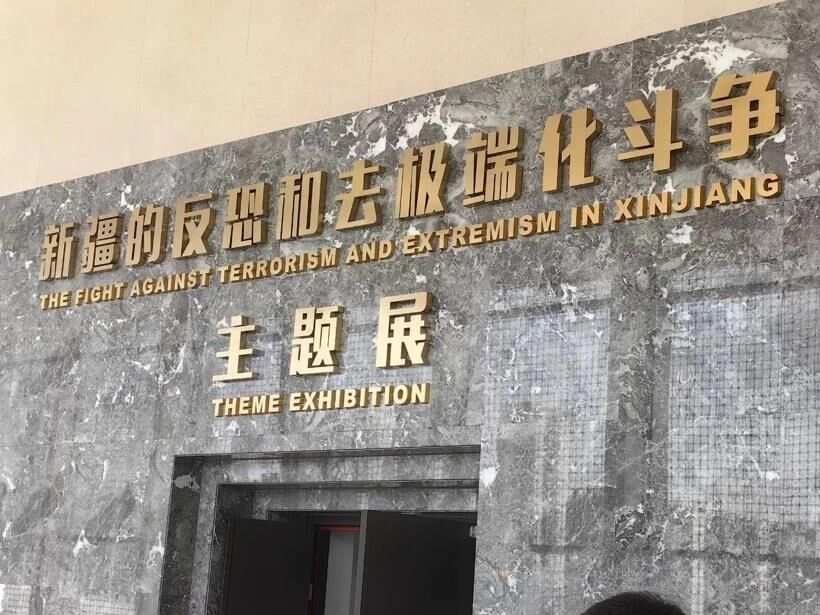 新疆的反恐和去极端化斗争
THE FIGHT AGAINST TERRORISM AND EXTREMISM IN XINJIANG
主题展
THEME EXHIBITION